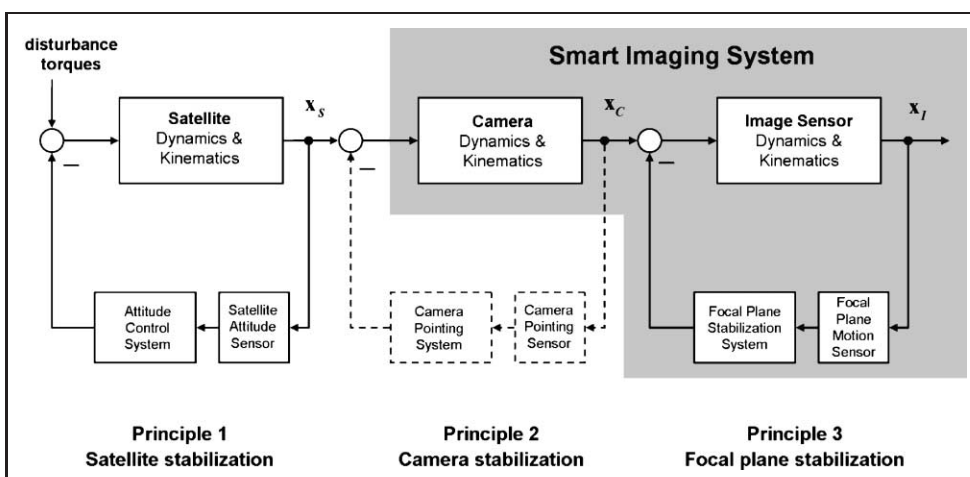 disturbance
torques
Smart Imaging System
Satellite
Dynamics &
Kinematics
x_S
Camera
Dynamics &
Kinematics
x_C
Image Sensor
Dynamics &
Kinematics
x_I
−
−
−
Attitude
Control
System
Satellite
Attitude
Sensor
Camera
Pointing
System
Camera
Pointing
Sensor
Focal Plane
Stabilization
System
Focal
Plane
Motion
Sensor
Principle 1
Satellite stabilization
Principle 2
Camera stabilization
Principle 3
Focal plane stabilization